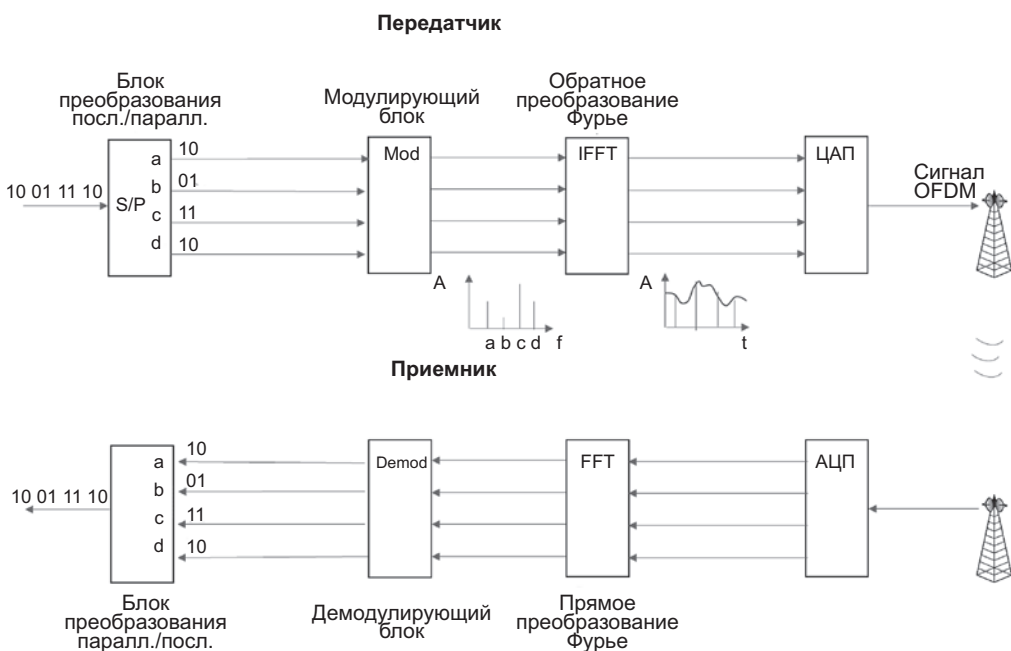 Передатчик
Блок
преобразования
посл./паралл.
Модулирующий
блок
Обратное
преобразование
Фурье
10 01 11 10
S/P
a
b
c
d
10
01
11
10
Mod
IFFT
ЦАП
Сигнал
OFDM
A
a b c d f
A
t
Приемник
10 01 11 10
a
b
c
d
10
01
11
10
Demod
FFT
АЦП
Блок
преобразования
паралл./посл.
Демодулирующий
блок
Прямое
преобразование
Фурье